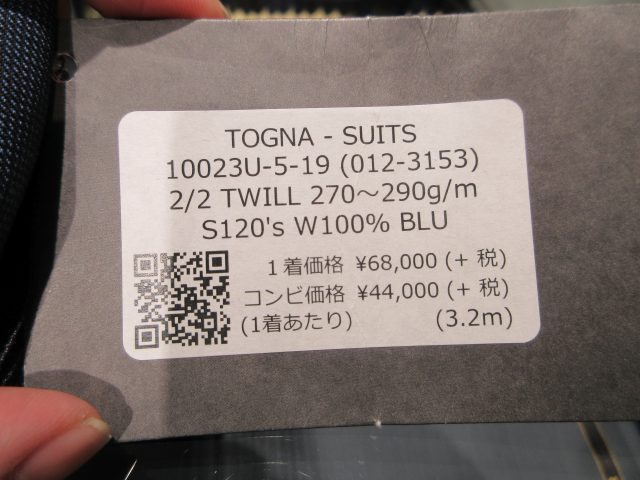 TOGNA - SUITS
10023U-5-19 (012-3153)
2/2 TWILL 270～290g/m
S120's W100% BLU
１着価格 ¥68,000 (+ 税)
コンビ価格 ¥44,000 (+ 税)
(1着あたり) (3.2m)